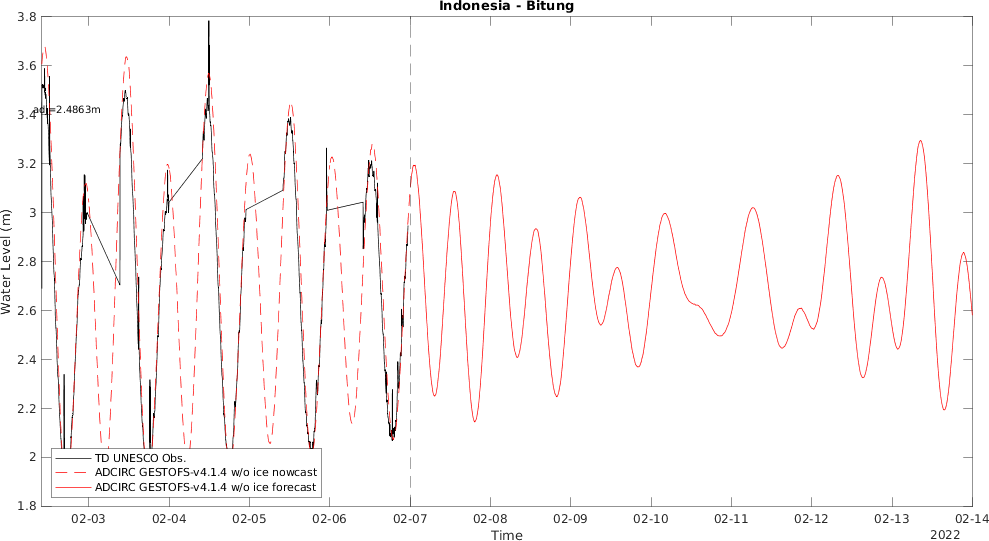 Indonesia - Bitung
3.8
3.6
3.4
3.2
3
2.8
2.6
2.4
2.2
2
1.8
Water Level (m)
adj=2.4863m
TD UNESCO Obs.
ADCIRC GESTOFS-v4.1.4 w/o ice nowcast
ADCIRC GESTOFS-v4.1.4 w/o ice forecast
02-03 02-04 02-05 02-06 02-07 02-08 02-09 02-10 02-11 02-12 02-13 02-14
Time
2022